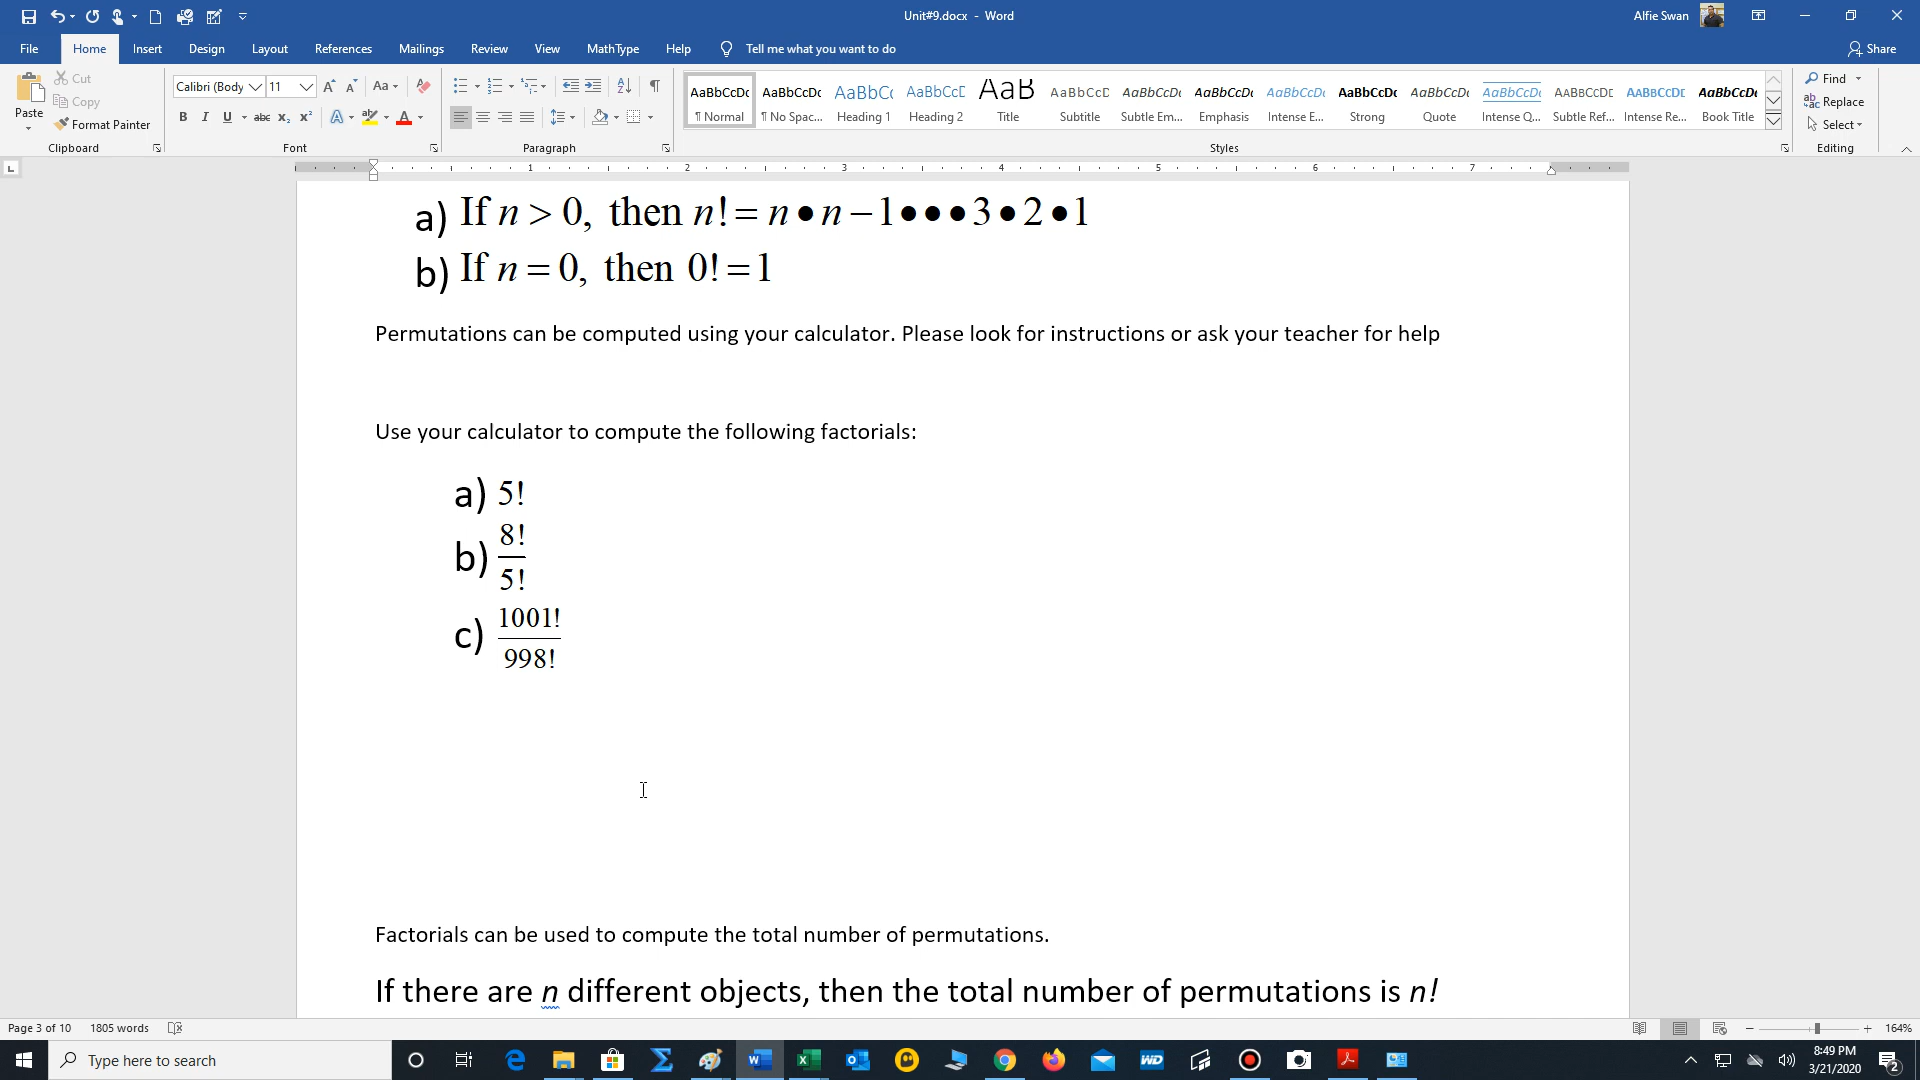 Unit#9.docx - Word
Alfie Swan
File Home Insert Design Layout References Mailings Review View MathType Help Tell me what you want to do Share
Paste Cut Copy Format Painter
Clipboard
Calibri (Body 11
Font
Paragraph
AaBbCcDc ¶ Normal
AaBbCcDc ¶ No Spac...
AaBbCc Heading 1
AaBbCcE Heading 2
AaB Title
AaBbCcD Subtitle
AaBbCcDc Subtle Em...
AaBbCcDc Emphasis
AaBbCcDc Intense E...
AaBbCcDc Strong
AaBbCcDc Quote
AaBbCcDc Intense Q...
AABBCCDE Subtle Ref...
AABBCCDE Intense Re...
AaBbCcDc Book Title
Styles
Find
Replace
Select
Editing
1 2 3 4 5 6 7
a) If n > 0, then n! = n • n − 1 • • • 3 • 2 • 1
b) If n = 0, then 0! = 1
Permutations can be computed using your calculator. Please look for instructions or ask your teacher for help
Use your calculator to compute the following factorials:
a) 5!
b) 8!
5!
c) 1001!
998!
Factorials can be used to compute the total number of permutations.
If there are n different objects, then the total number of permutations is n!
Page 3 of 10 1805 words 164%
Type here to search
8:49 PM
3/21/2020
2